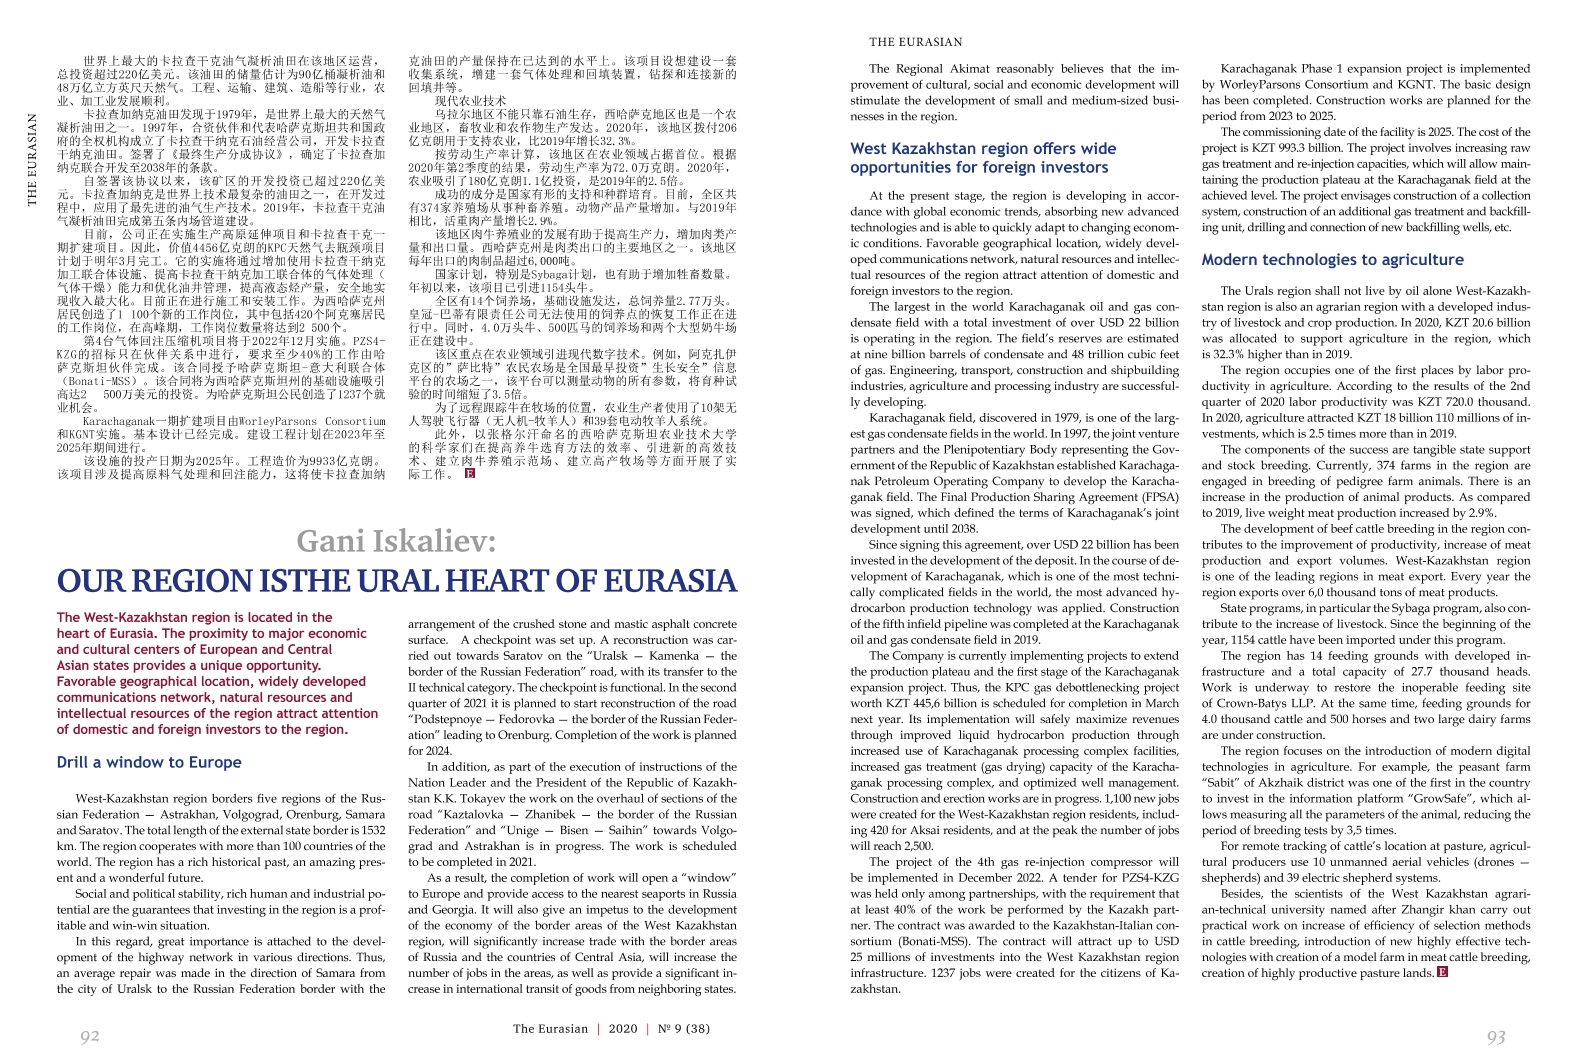 THE EURASIAN
世界上最大的卡拉查干克油气凝析油田在该地区运营，
总投资超过220亿美元。该油田的储量估计为90亿桶凝析油和
48万亿立方英尺天然气。工程、运输、建筑、造船等行业，农
业、加工业发展顺利。
卡拉查加纳克油田发现于1979年，是世界上最大的天然气
凝析油田之一。1997年，合资伙伴和代表哈萨克斯坦共和国政
府的全权机构成立了卡拉查干纳克石油经营公司，开发卡拉查
干纳克油田。签署了《最终生产分成协议》，确定了卡拉查加
纳克联合开发至2038年的条款。
自签署该协议以来，该矿区的开发投资已超过220亿美
元。卡拉查加纳克是世界上技术最复杂的油田之一，在开发过
程中，应用了最先进的油气生产技术。2019年，卡拉查干克油
气凝析油田完成第五条内场管道建设。
目前，公司正在实施生产高原延伸项目和卡拉查干克一
期扩建项目。因此，价值4456亿克朗的KPC天然气去瓶颈项目
计划于明年3月完工。它的实施将通过增加使用卡拉查干纳克
加工联合体设施、提高卡拉查干纳克加工联合体的气体处理（
气体干燥）能力和优化油井管理，提高液态烃产量，安全地实
现收入最大化。目前正在进行施工和安装工作。为西哈萨克州
居民创造了1 100个新的工作岗位，其中包括420个阿克塞居民
的工作岗位，在高峰期，工作岗位数量将达到2 500个。
第4台气体回注压缩机项目将于2022年12月实施。PZS4-
KZG的招标只在伙伴关系中进行，要求至少40%的工作由哈
萨克斯坦伙伴完成。该合同授予哈萨克斯坦-意大利联合体
（Bonati-MSS）。该合同将为西哈萨克斯坦州的基础设施吸引
高达2 500万美元的投资。为哈萨克斯坦公民创造了1237个就
业机会。
Karachaganak一期扩建项目由WorleyParsons Consortium
和KGNT实施。基本设计已经完成。建设工程计划在2023年至
2025年期间进行。
该设施的投产日期为2025年。工程造价为9933亿克朗。
该项目涉及提高原料气处理和回注能力，这将使卡拉查加纳
克油田的产量保持在已达到的水平上。该项目设想建设一套
收集系统，增建一套气体处理和回填装置，钻探和连接新的
回填井等。
现代农业技术
乌拉尔地区不能只靠石油生存，西哈萨克地区也是一个农
业地区，畜牧业和农作物生产发达。2020年，该地区拨付206
亿克朗用于支持农业，比2019年增长32.3%。
按劳动生产率计算，该地区在农业领域占据首位。根据
2020年第2季度的结果，劳动生产率为72.0万克朗。2020年，
农业吸引了180亿克朗1.1亿投资，是2019年的2.5倍。
成功的成分是国家有形的支持和种群培育。目前，全区共
有374家养殖场从事种畜养殖。动物产品产量增加。与2019年
相比，活重肉产量增长2.9%。
该地区肉牛养殖业的发展有助于提高生产力，增加肉类产
量和出口量。西哈萨克州是肉类出口的主要地区之一。该地区
每年出口的肉制品超过6,000吨。
国家计划，特别是Sybaga计划，也有助于增加牲畜数量。
年初以来，该项目已引进1154头牛。
全区有14个饲养场，基础设施发达，总饲养量2.77万头。
皇冠-巴蒂有限责任公司无法使用的饲养点的恢复工作正在进
行中。同时，4.0万头牛、500匹马的饲养场和两个大型奶牛场
正在建设中。
该区重点在农业领域引进现代数字技术。例如，阿克扎伊
克区的”萨比特”农民农场是全国最早投资”生长安全”信息
平台的农场之一，该平台可以测量动物的所有参数，将育种试
验的时间缩短了3.5倍。
为了远程跟踪牛在牧场的位置，农业生产者使用了10架无
人驾驶飞行器（无人机-牧羊人）和39套电动牧羊人系统。
此外，以张格尔汗命名的西哈萨克斯坦农业技术大学
的科学家们在提高养牛选育方法的效率、引进新的高效技
术、建立肉牛养殖示范场、建立高产牧场等方面开展了实
际工作。 E
Gani Iskaliev:
OUR REGION ISTHE URAL HEART OF EURASIA
The West-Kazakhstan region is located in the
heart of Eurasia. The proximity to major economic
and cultural centers of European and Central
Asian states provides a unique opportunity.
Favorable geographical location, widely developed
communications network, natural resources and
intellectual resources of the region attract attention
of domestic and foreign investors to the region.
Drill a window to Europe
West-Kazakhstan region borders five regions of the Rus-
sian Federation — Astrakhan, Volgograd, Orenburg, Samara
and Saratov. The total length of the external state border is 1532
km. The region cooperates with more than 100 countries of the
world. The region has a rich historical past, an amazing pres-
ent and a wonderful future.
Social and political stability, rich human and industrial po-
tential are the guarantees that investing in the region is a prof-
itable and win-win situation.
In this regard, great importance is attached to the devel-
opment of the highway network in various directions. Thus,
an average repair was made in the direction of Samara from
the city of Uralsk to the Russian Federation border with the
arrangement of the crushed stone and mastic asphalt concrete
surface. A checkpoint was set up. A reconstruction was car-
ried out towards Saratov on the “Uralsk — Kamenka — the
border of the Russian Federation” road, with its transfer to the
II technical category. The checkpoint is functional. In the second
quarter of 2021 it is planned to start reconstruction of the road
“Podstepnoye — Fedorovka — the border of the Russian Feder-
ation” leading to Orenburg. Completion of the work is planned
for 2024.
In addition, as part of the execution of instructions of the
Nation Leader and the President of the Republic of Kazakh-
stan K.K. Tokayev the work on the overhaul of sections of the
road “Kaztalovka — Zhanibek — the border of the Russian
Federation” and “Unige — Bisen — Saihin” towards Volgo-
grad and Astrakhan is in progress. The work is scheduled
to be completed in 2021.
As a result, the completion of work will open a “window”
to Europe and provide access to the nearest seaports in Russia
and Georgia. It will also give an impetus to the development
of the economy of the border areas of the West Kazakhstan
region, will significantly increase trade with the border areas
of Russia and the countries of Central Asia, will increase the
number of jobs in the areas, as well as provide a significant in-
crease in international transit of goods from neighboring states.
92
The Eurasian | 2020 | № 9 (38)
THE EURASIAN
The Regional Akimat reasonably believes that the im-
provement of cultural, social and economic development will
stimulate the development of small and medium-sized busi-
nesses in the region.
West Kazakhstan region offers wide
opportunities for foreign investors
At the present stage, the region is developing in accor-
dance with global economic trends, absorbing new advanced
technologies and is able to quickly adapt to changing econom-
ic conditions. Favorable geographical location, widely devel-
oped communications network, natural resources and intellec-
tual resources of the region attract attention of domestic and
foreign investors to the region.
The largest in the world Karachaganak oil and gas con-
densate field with a total investment of over USD 22 billion
is operating in the region. The field’s reserves are estimated
at nine billion barrels of condensate and 48 trillion cubic feet
of gas. Engineering, transport, construction and shipbuilding
industries, agriculture and processing industry are successful-
ly developing.
Karachaganak field, discovered in 1979, is one of the larg-
est gas condensate fields in the world. In 1997, the joint venture
partners and the Plenipotentiary Body representing the Gov-
ernment of the Republic of Kazakhstan established Karachaga-
nak Petroleum Operating Company to develop the Karacha-
ganak field. The Final Production Sharing Agreement (FPSA)
was signed, which defined the terms of Karachaganak’s joint
development until 2038.
Since signing this agreement, over USD 22 billion has been
invested in the development of the deposit. In the course of de-
velopment of Karachaganak, which is one of the most techni-
cally complicated fields in the world, the most advanced hy-
drocarbon production technology was applied. Construction
of the fifth infield pipeline was completed at the Karachaganak
oil and gas condensate field in 2019.
The Company is currently implementing projects to extend
the production plateau and the first stage of the Karachaganak
expansion project. Thus, the KPC gas debottlenecking project
worth KZT 445,6 billion is scheduled for completion in March
next year. Its implementation will safely maximize revenues
through improved liquid hydrocarbon production through
increased use of Karachaganak processing complex facilities,
increased gas treatment (gas drying) capacity of the Karacha-
ganak processing complex, and optimized well management.
Construction and erection works are in progress. 1,100 new jobs
were created for the West-Kazakhstan region residents, includ-
ing 420 for Aksai residents, and at the peak the number of jobs
will reach 2,500.
The project of the 4th gas re-injection compressor will
be implemented in December 2022. A tender for PZS4-KZG
was held only among partnerships, with the requirement that
at least 40% of the work be performed by the Kazakh part-
ner. The contract was awarded to the Kazakhstan-Italian con-
sortium (Bonati-MSS). The contract will attract up to USD
25 millions of investments into the West Kazakhstan region
infrastructure. 1237 jobs were created for the citizens of Ka-
zakhstan.
Karachaganak Phase 1 expansion project is implemented
by WorleyParsons Consortium and KGNT. The basic design
has been completed. Construction works are planned for the
period from 2023 to 2025.
The commissioning date of the facility is 2025. The cost of the
project is KZT 993.3 billion. The project involves increasing raw
gas treatment and re-injection capacities, which will allow main-
taining the production plateau at the Karachaganak field at the
achieved level. The project envisages construction of a collection
system, construction of an additional gas treatment and backfill-
ing unit, drilling and connection of new backfilling wells, etc.
Modern technologies to agriculture
The Urals region shall not live by oil alone West-Kazakh-
stan region is also an agrarian region with a developed indus-
try of livestock and crop production. In 2020, KZT 20.6 billion
was allocated to support agriculture in the region, which
is 32.3% higher than in 2019.
The region occupies one of the first places by labor pro-
ductivity in agriculture. According to the results of the 2nd
quarter of 2020 labor productivity was KZT 720.0 thousand.
In 2020, agriculture attracted KZT 18 billion 110 millions of in-
vestments, which is 2.5 times more than in 2019.
The components of the success are tangible state support
and stock breeding. Currently, 374 farms in the region are
engaged in breeding of pedigree farm animals. There is an
increase in the production of animal products. As compared
to 2019, live weight meat production increased by 2.9%.
The development of beef cattle breeding in the region con-
tributes to the improvement of productivity, increase of meat
production and export volumes. West-Kazakhstan region
is one of the leading regions in meat export. Every year the
region exports over 6,0 thousand tons of meat products.
State programs, in particular the Sybaga program, also con-
tribute to the increase of livestock. Since the beginning of the
year, 1154 cattle have been imported under this program.
The region has 14 feeding grounds with developed in-
frastructure and a total capacity of 27.7 thousand heads.
Work is underway to restore the inoperable feeding site
of Crown-Batys LLP. At the same time, feeding grounds for
4.0 thousand cattle and 500 horses and two large dairy farms
are under construction.
The region focuses on the introduction of modern digital
technologies in agriculture. For example, the peasant farm
“Sabit” of Akzhaik district was one of the first in the country
to invest in the information platform “GrowSafe”, which al-
lows measuring all the parameters of the animal, reducing the
period of breeding tests by 3,5 times.
For remote tracking of cattle’s location at pasture, agricul-
tural producers use 10 unmanned aerial vehicles (drones —
shepherds) and 39 electric shepherd systems.
Besides, the scientists of the West Kazakhstan agrari-
an-technical university named after Zhangir khan carry out
practical work on increase of efficiency of selection methods
in cattle breeding, introduction of new highly effective tech-
nologies with creation of a model farm in meat cattle breeding,
creation of highly productive pasture lands. E
93